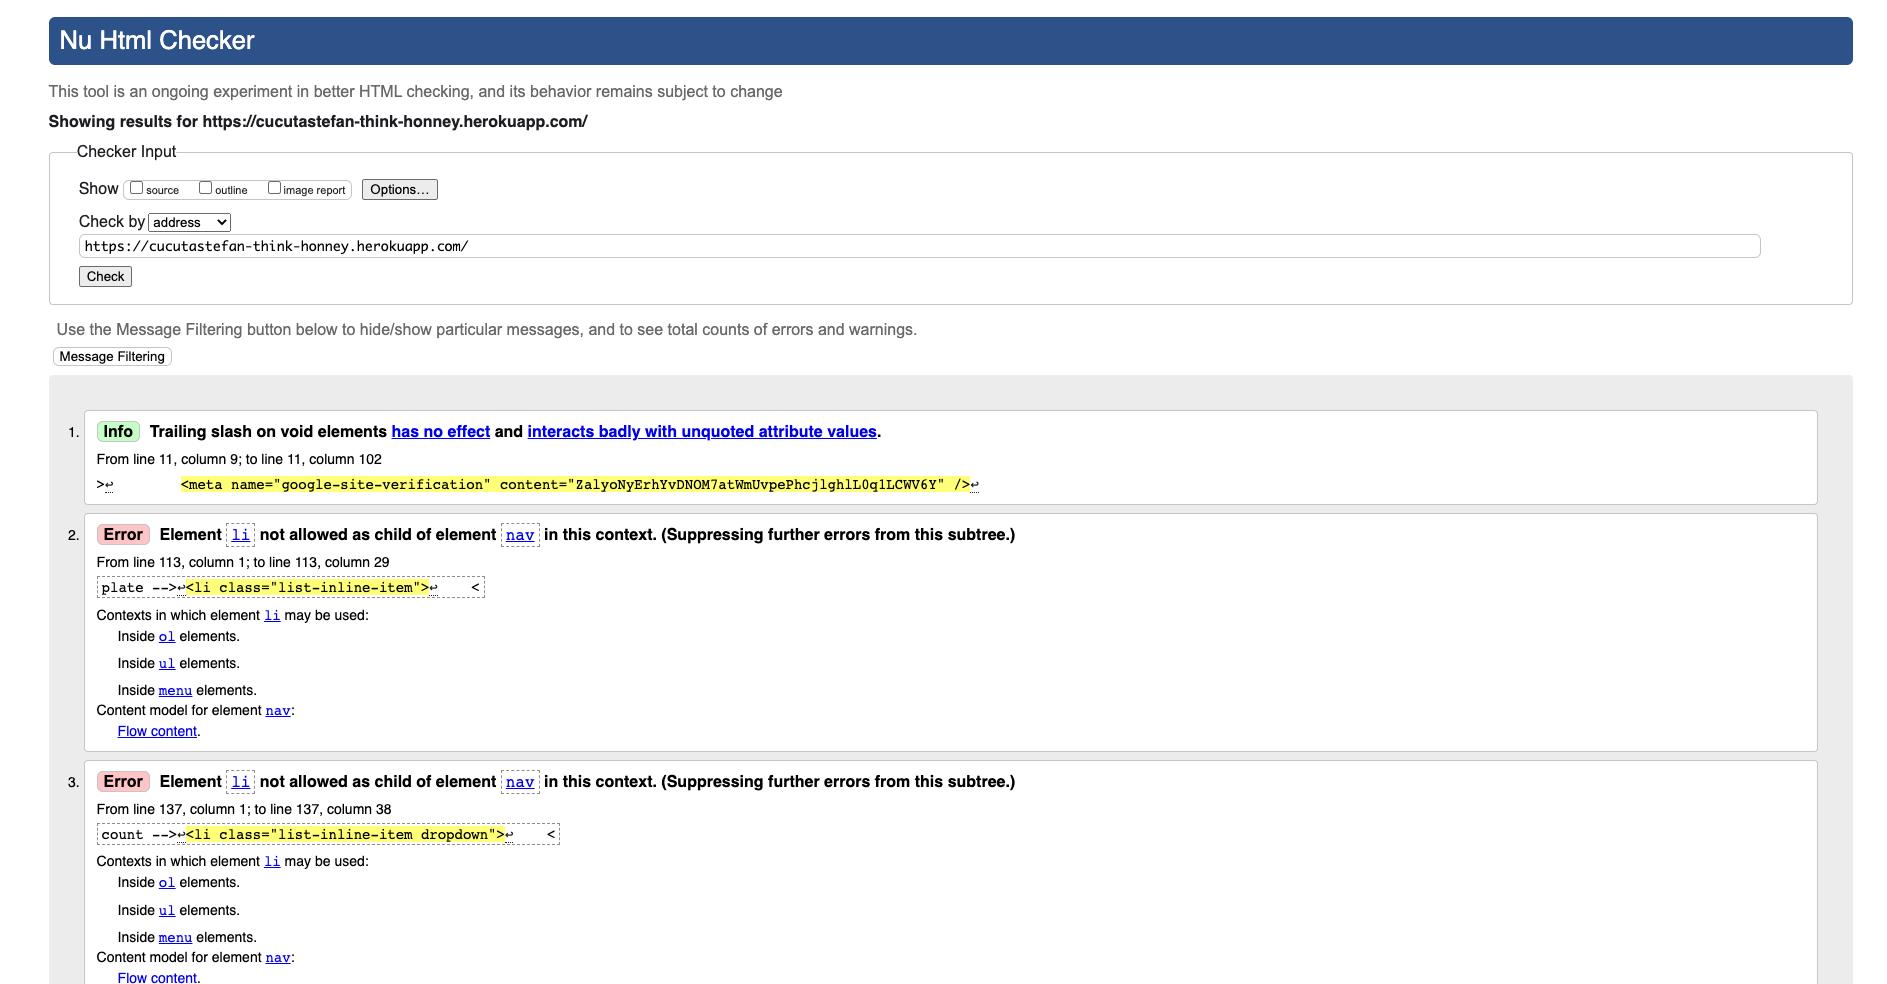 Nu Html Checker
This tool is an ongoing experiment in better HTML checking, and its behavior remains subject to change
Showing results for https://cucutastefan-think-honney.herokuapp.com/
Checker Input
Show source outline image report Options...
Check by address
https://cucutastefan-think-honney.herokuapp.com/
Check
Use the Message Filtering button below to hide/show particular messages, and to see total counts of errors and warnings.
Message Filtering
1. Info Trailing slash on void elements has no effect and interacts badly with unquoted attribute values.
From line 11, column 9; to line 11, column 102
>↩ <meta name="google-site-verification" content="ZalyoNyErhYvDNOM7atWmUvpePhcjlghlL0q1LCWV6Y" />↩
2. Error Element li not allowed as child of element nav in this context. (Suppressing further errors from this subtree.)
From line 113, column 1; to line 113, column 29
plate -->↩<li class="list-inline-item">↩ <
Contexts in which element li may be used:
Inside ol elements.
Inside ul elements.
Inside menu elements.
Content model for element nav:
Flow content.
3. Error Element li not allowed as child of element nav in this context. (Suppressing further errors from this subtree.)
From line 137, column 1; to line 137, column 38
count -->↩<li class="list-inline-item dropdown">↩ <
Contexts in which element li may be used:
Inside ol elements.
Inside ul elements.
Inside menu elements.
Content model for element nav:
Flow content.